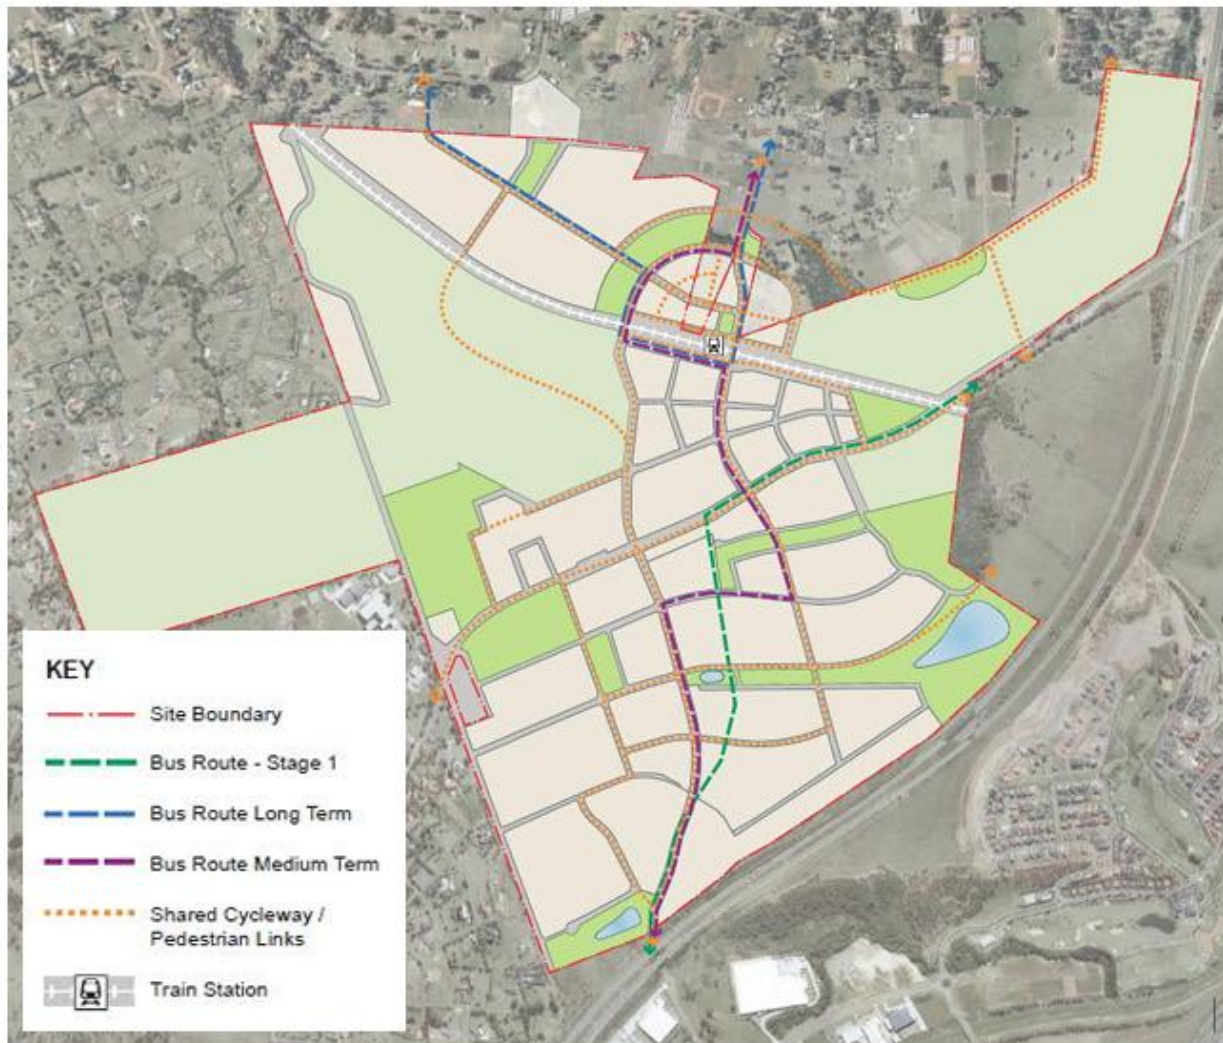 KEY
Site Boundary
Bus Route - Stage 1
Bus Route Long Term
Bus Route Medium Term
Shared Cycleway /
Pedestrian Links
Train Station